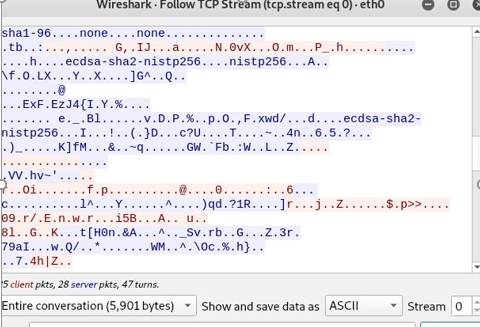 Wireshark · Follow TCP Stream (tcp.stream eq 0) · eth0
sha1-96....none....none..............
.tb..:...,..... G,.IJ...a.....N.0vX...O.m...P_.h.........
....h....ecdsa-sha2-nistp256....nistp256...A..
\f.O.LX...Y..X....]G^..Q..
........@
...ExF.EzJ4{I.Y.%....
....... e._.Bl......v.D.P.%..p.O.,F.xwd/...d....ecdsa-sha2-
nistp256...I...!..(.}D...c?U....T....~..4n..6.5.?...
.)_.....K]fM...&..~q......GW.`Fb.:W..L..Z.....
...............
.VV.hv~'.....
r..Oi.......f.p..........@....0......:..6...
c..........l^...Y......^....)qd.?1R....]r...j..Z......$.p>>....
09.r/.E.n.w.r...i5B...A.. u..
8l..G..K...t[H0n.&A...^.._Sv.rb..G...Z.3r.
79aI...w.Q/..*.......WM..^.\Oc.%.h}..
..7.4h|Z..
5 client pkts, 28 server pkts, 47 turns.
Entire conversation (5,901 bytes) Show and save data as ASCII Stream 0